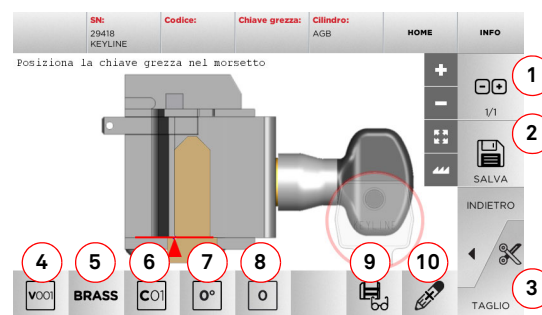 SN:
29418
KEYLINE
Codice:
Chiave grezza:
Cilindro:
AGB
HOME
INFO
Posiziona la chiave grezza nel morsetto
1
1/1
2
SALVA
INDIETRO
3
TAGLIO
4
5
6
7
8
9
10
V001
BRASS
C01
0°
0
KEYLINE